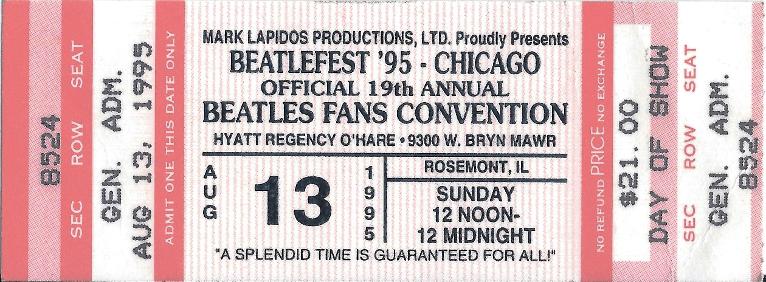 8524
SEC ROW SEAT
GEN. ADM.
AUG 13, 1995
ADMIT ONE THIS DATE ONLY
MARK LAPIDOS PRODUCTIONS, LTD. Proudly Presents
BEATLEFEST '95 - CHICAGO
OFFICIAL 19th ANNUAL
BEATLES FANS CONVENTION
HYATT REGENCY O'HARE • 9300 W. BRYN MAWR
AUG
13
1995
ROSEMONT, IL
SUNDAY
12 NOON-
12 MIDNIGHT
"A SPLENDID TIME IS GUARANTEED FOR ALL!"
NO REFUND PRICE NO EXCHANGE
$21.00
DAY OF SHOW
SEC ROW SEAT
GEN. ADM.
8524